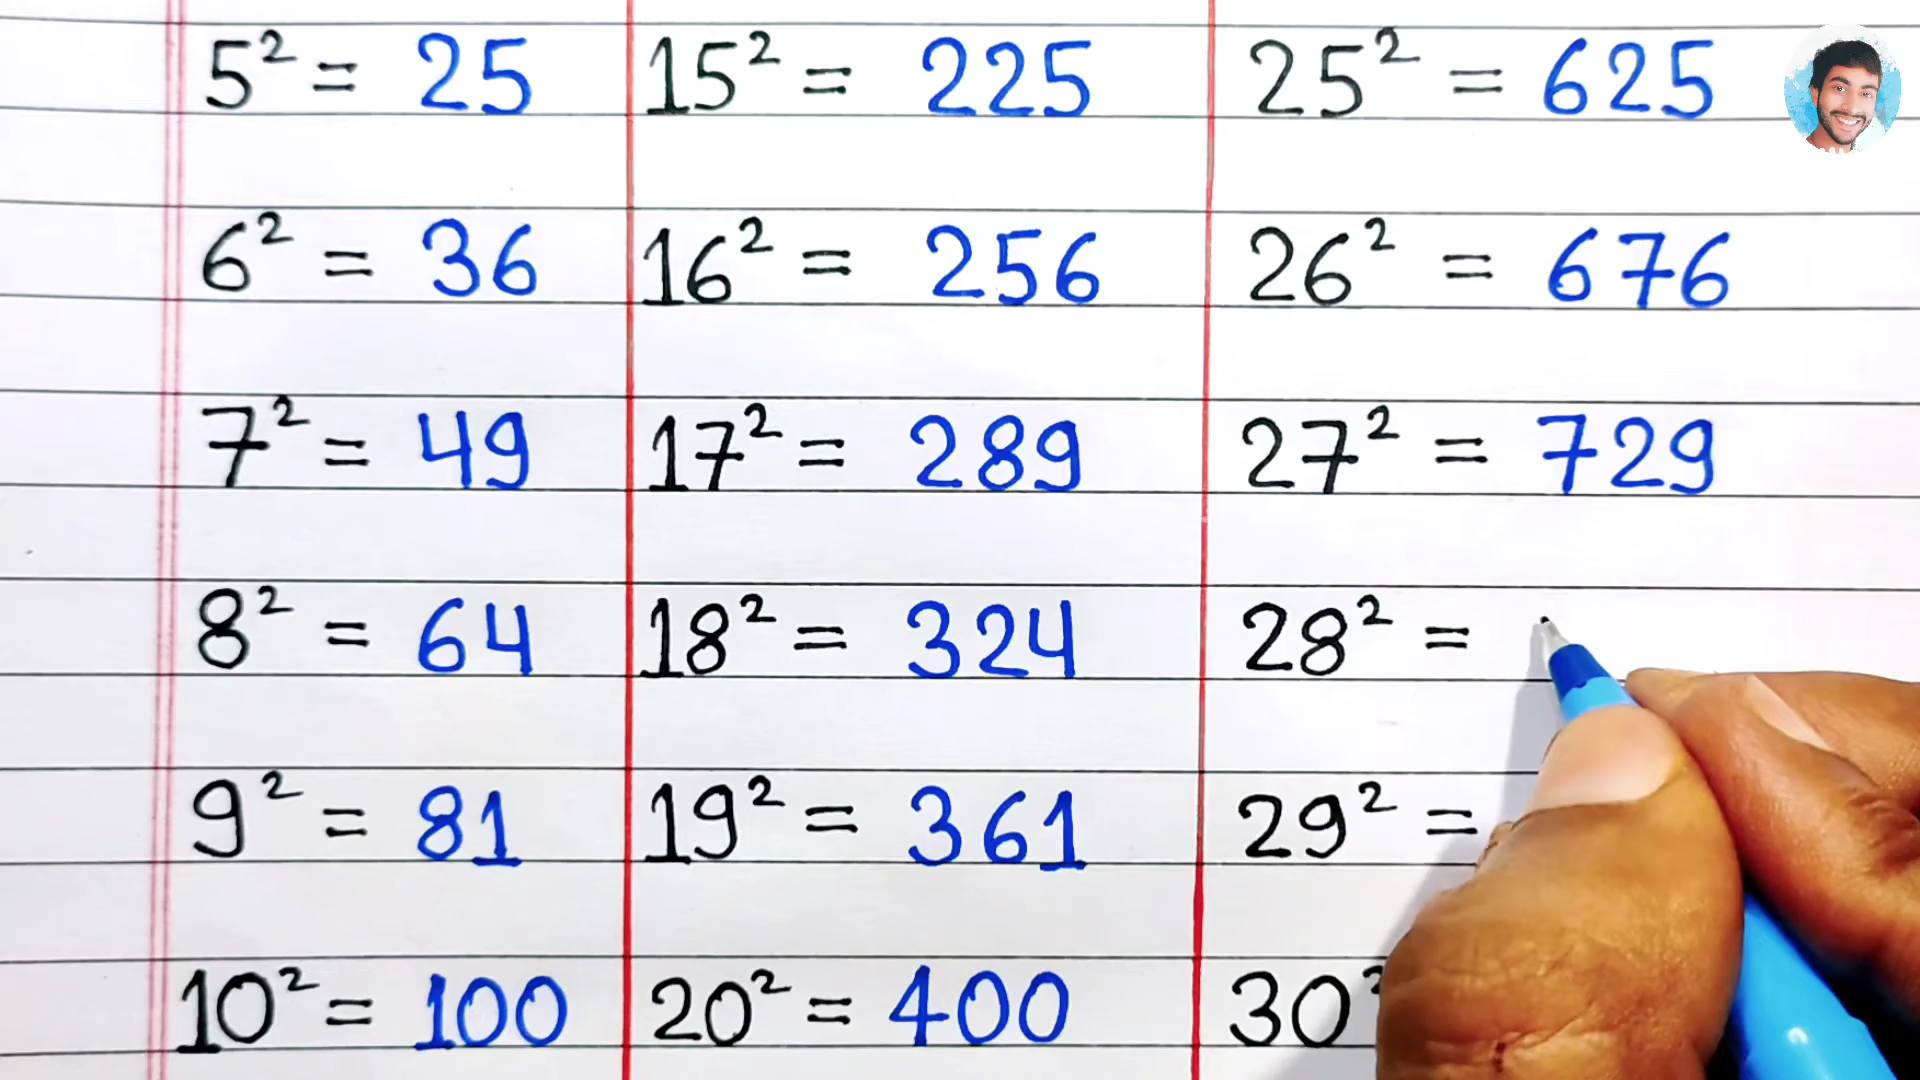 5² = 25 15² = 225 25² = 625
6² = 36 16² = 256 26² = 676
7² = 49 17² = 289 27² = 729
8² = 64 18² = 324 28² =
9² = 81 19² = 361 29² =
10² = 100 20² = 400 30²